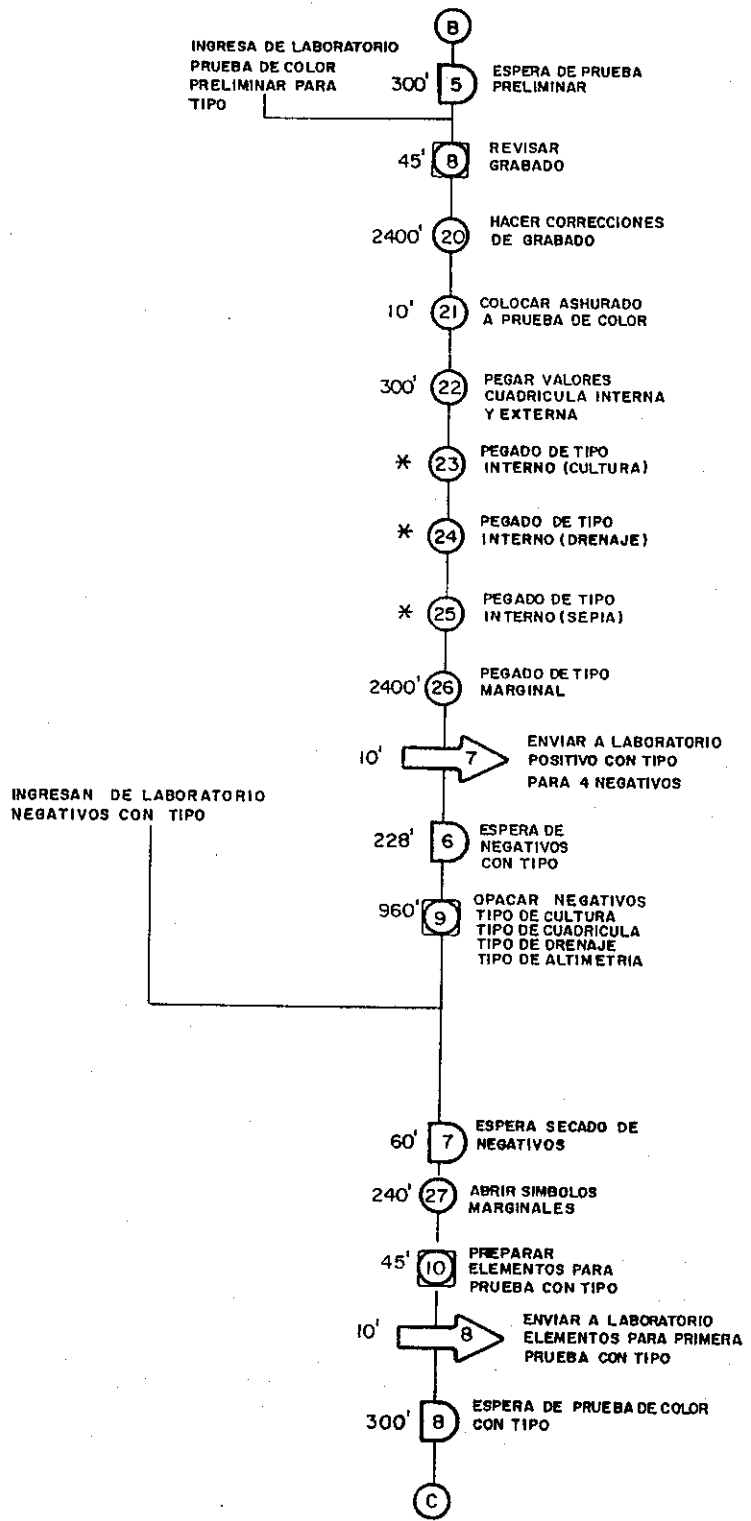 B
INGRESA DE LABORATORIO
PRUEBA DE COLOR
PRELIMINAR PARA
TIPO
300' 5 ESPERA DE PRUEBA
PRELIMINAR
45' 8 REVISAR
GRABADO
2400' 20 HACER CORRECCIONES
DE GRABADO
10' 21 COLOCAR ASHURADO
A PRUEBA DE COLOR
300' 22 PEGAR VALORES
CUADRICULA INTERNA
Y EXTERNA
* 23 PEGADO DE TIPO
INTERNO (CULTURA)
* 24 PEGADO DE TIPO
INTERNO (DRENAJE)
* 25 PEGADO DE TIPO
INTERNO (SEPIA)
2400' 26 PEGADO DE TIPO
MARGINAL
10' 7 ENVIAR A LABORATORIO
POSITIVO CON TIPO
PARA 4 NEGATIVOS
INGRESAN DE LABORATORIO
NEGATIVOS CON TIPO
228' 6 ESPERA DE
NEGATIVOS
CON TIPO
960' 9 OPACAR NEGATIVOS
TIPO DE CULTURA
TIPO DE CUADRICULA
TIPO DE DRENAJE
TIPO DE ALTIMETRIA
60' 7 ESPERA SECADO DE
NEGATIVOS
240' 27 ABRIR SIMBOLOS
MARGINALES
45' 10 PREPARAR
ELEMENTOS PARA
PRUEBA CON TIPO
10' 8 ENVIAR A LABORATORIO
ELEMENTOS PARA PRIMERA
PRUEBA CON TIPO
300' 8 ESPERA DE PRUEBA DE COLOR
CON TIPO
C